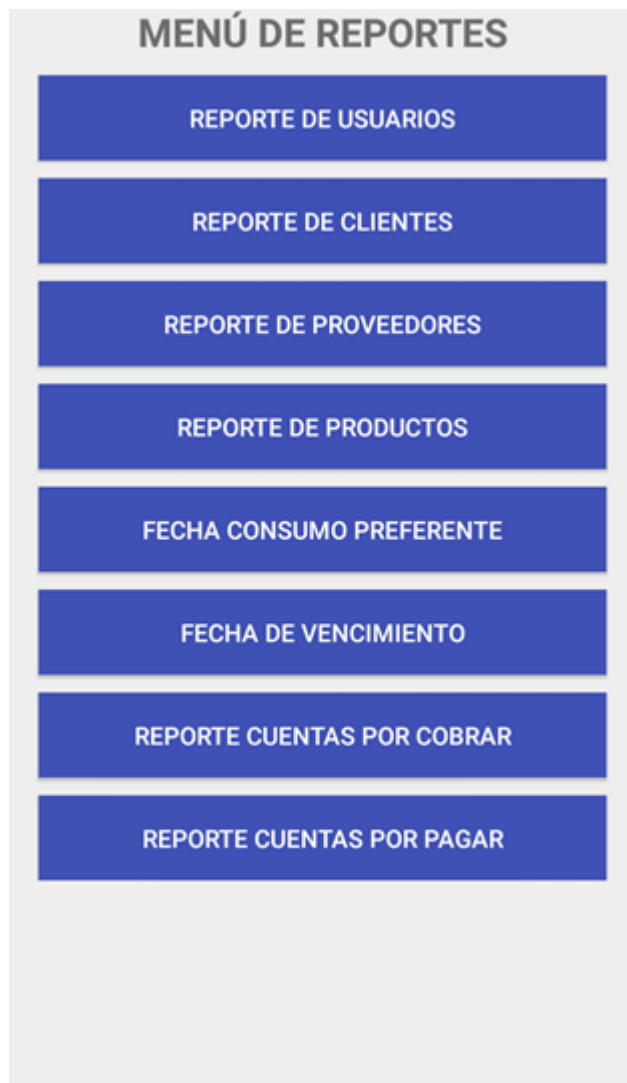 MENÚ DE REPORTES
REPORTE DE USUARIOS
REPORTE DE CLIENTES
REPORTE DE PROVEEDORES
REPORTE DE PRODUCTOS
FECHA CONSUMO PREFERENTE
FECHA DE VENCIMIENTO
REPORTE CUENTAS POR COBRAR
REPORTE CUENTAS POR PAGAR